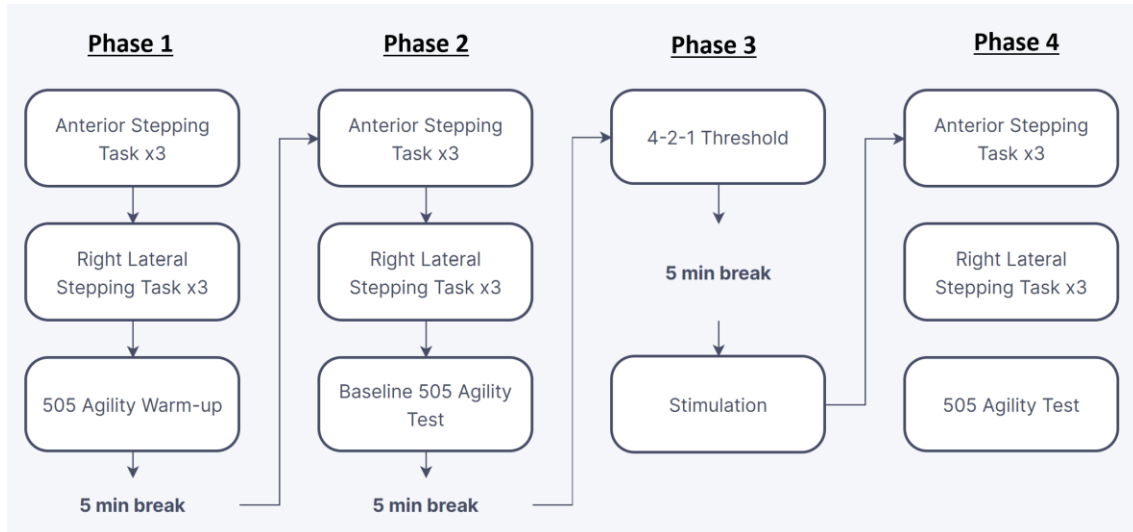 Phase 1
Anterior Stepping
Task x3
Right Lateral
Stepping Task x3
505 Agility Warm-up
5 min break
Phase 2
Anterior Stepping
Task x3
Right Lateral
Stepping Task x3
Baseline 505 Agility
Test
5 min break
Phase 3
4-2-1 Threshold
5 min break
Stimulation
Phase 4
Anterior Stepping
Task x3
Right Lateral
Stepping Task x3
505 Agility Test